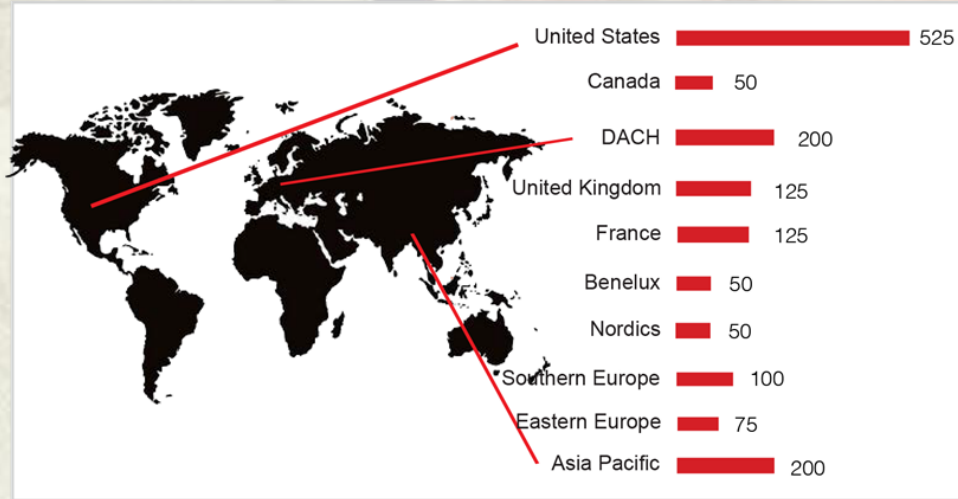 United States 525
Canada 50
DACH 200
United Kingdom 125
France 125
Benelux 50
Nordics 50
Southern Europe 100
Eastern Europe 75
Asia Pacific 200